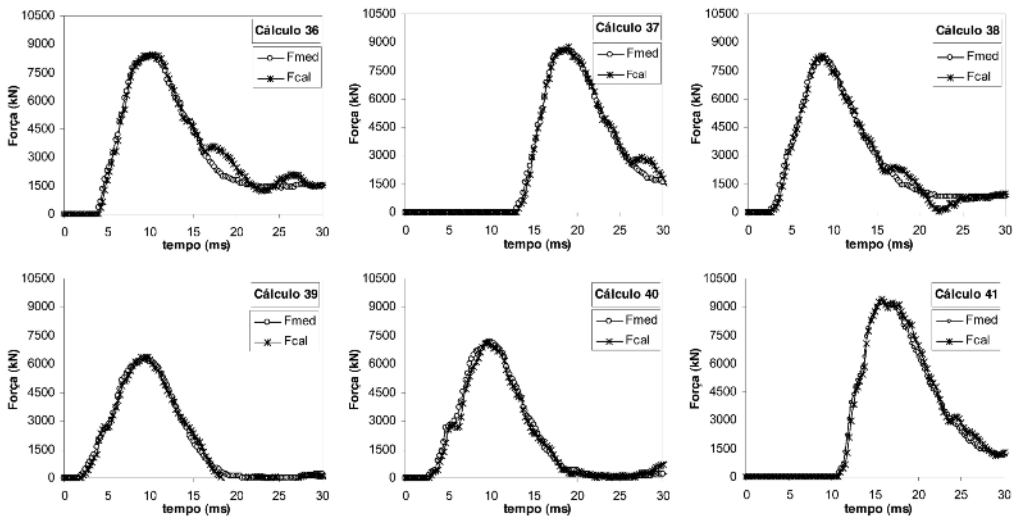 Cálculo 36
Fmed
Fcal
Força (kN)
10500
9000
7500
6000
4500
3000
1500
0
0 5 10 15 20 25 30
tempo (ms)
Cálculo 37
Fmed
Fcal
Força (kN)
10500
9000
7500
6000
4500
3000
1500
0
0 5 10 15 20 25 30
tempo (ms)
Cálculo 38
Fmed
Fcal
Força (kN)
10500
9000
7500
6000
4500
3000
1500
0
0 5 10 15 20 25 30
tempo (ms)
Cálculo 39
Fmed
Fcal
Força (kN)
10500
9000
7500
6000
4500
3000
1500
0
0 5 10 15 20 25 30
tempo (ms)
Cálculo 40
Fmed
Fcal
Força (kN)
10500
9000
7500
6000
4500
3000
1500
0
0 5 10 15 20 25 30
tempo (ms)
Cálculo 41
Fmed
Fcal
Força (kN)
10500
9000
7500
6000
4500
3000
1500
0
0 5 10 15 20 25 30
tempo (ms)